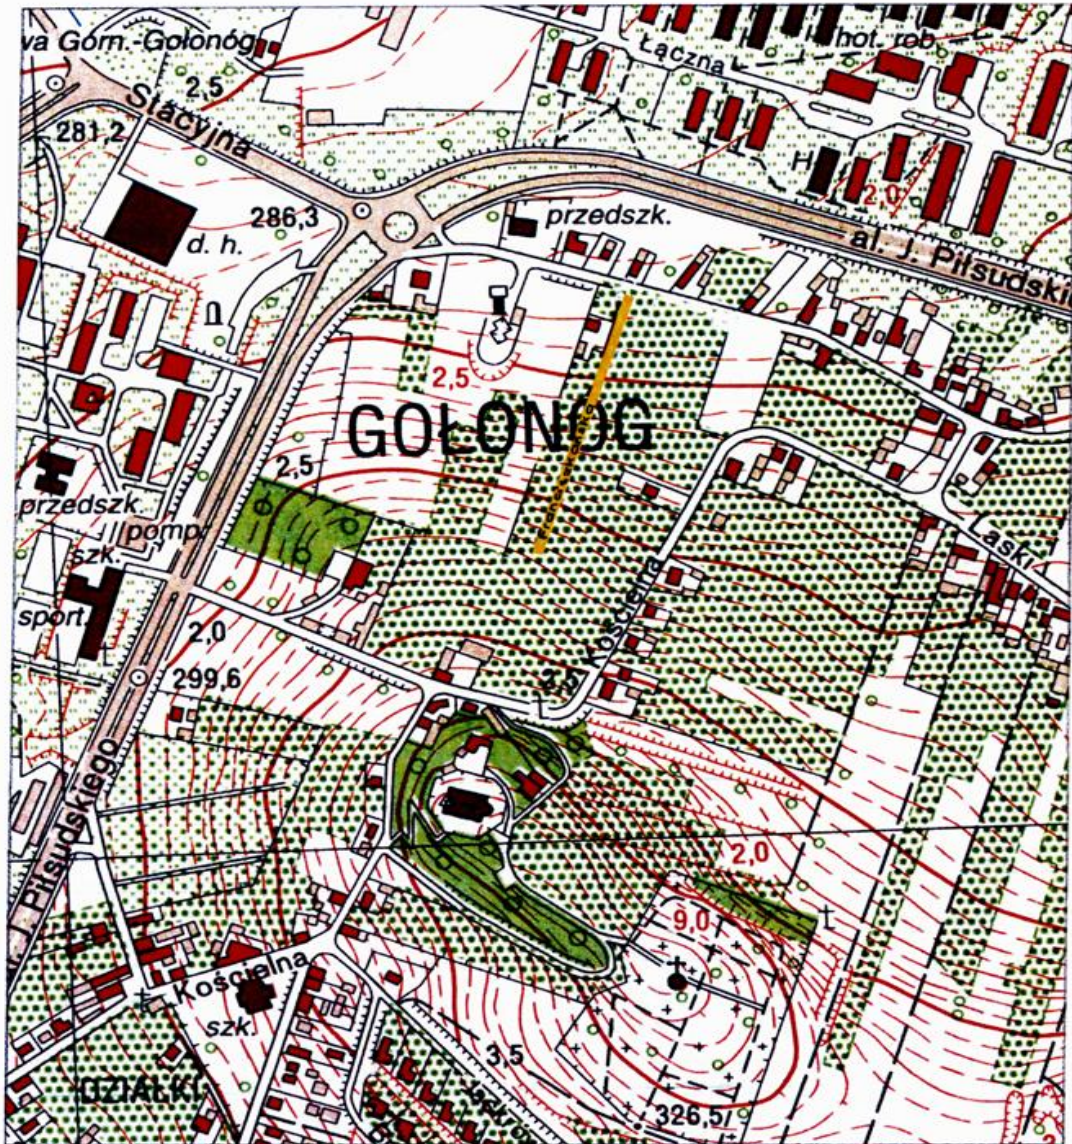 va Górn.-Gołonóg
Łączna
hot. rob.
2,5
Stacyjna
281,2
H
2,0
286,3
przedszk.
d. h.
al. J. Piłsudski
2,5
GOŁONÓG
2,5
przedszk.
pomp.
szk.
Łaski
sport.
Kościelna
2,0
3,5
299,6
J. Piłsudskiego
2,0
9,0
Kościelna
szk.
3,5
DZIAŁKI
326,5